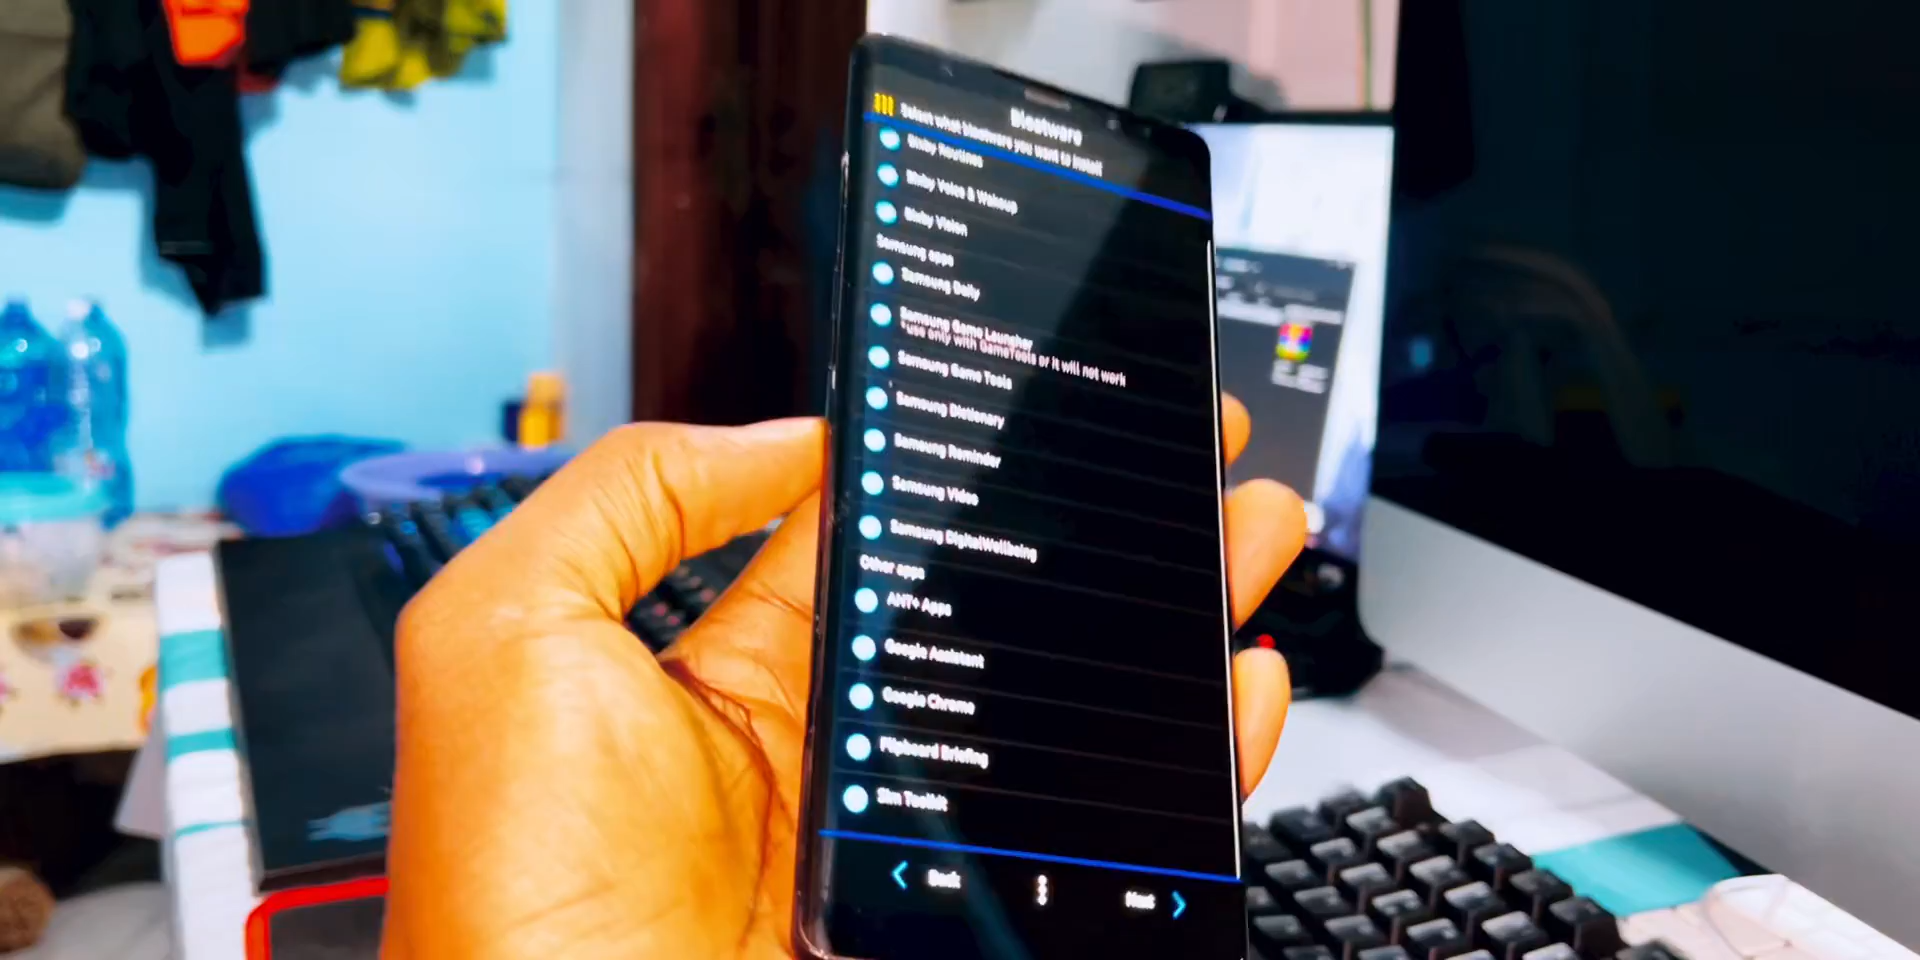 Bloatware
Select what bloatware you want to install
Bixby Routines
Bixby Voice & Wakeup
Bixby Vision
Samsung apps
Samsung Daily
Samsung Game Launcher
*use only with GameTools or it will not work
Samsung Game Tools
Samsung Dictionary
Samsung Reminder
Samsung Video
Samsung DigitalWellbeing
Other apps
ANT+ Apps
Google Assistant
Google Chrome
Flipboard Briefing
Sim Toolkit
Back
Next